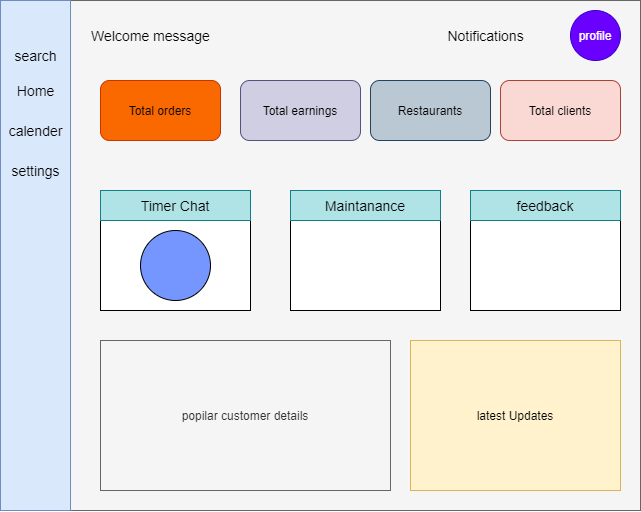 search
Home
calender
settings
Welcome message
Notifications
profile
Total orders
Total earnings
Restaurants
Total clients
Timer Chat
Maintanance
feedback
popilar customer details
latest Updates